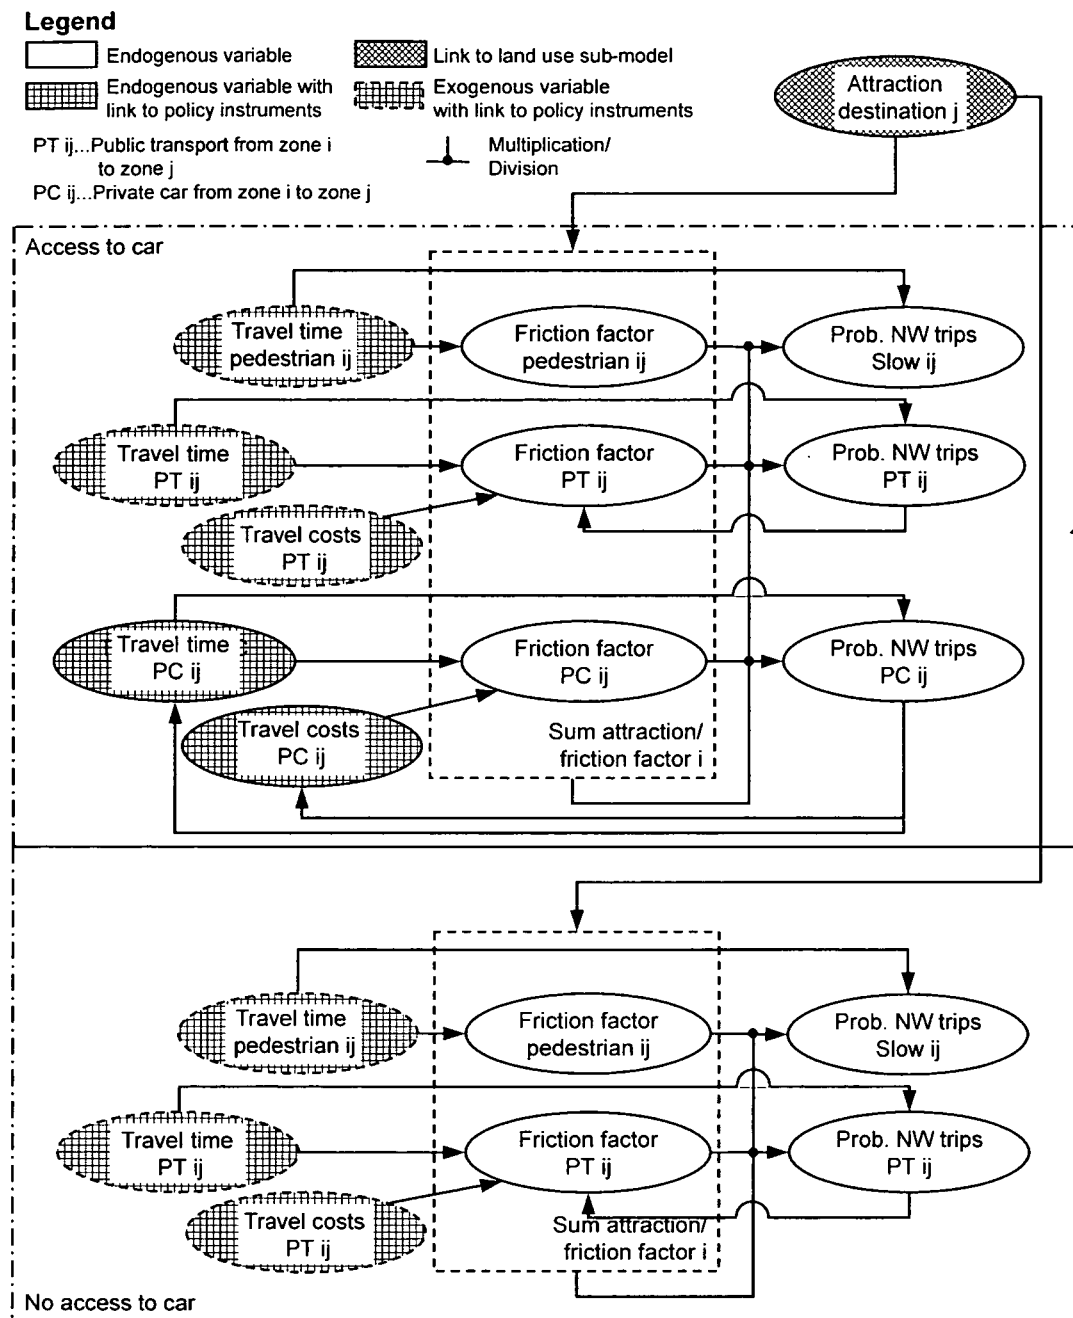 Legend
Endogenous variable
Link to land use sub-model
Endogenous variable with
link to policy instruments
Exogenous variable
with link to policy instruments
PT ij...Public transport from zone i
to zone j
PC ij...Private car from zone i to zone j
Multiplication/
Division
Attraction
destination j
Access to car
Travel time
pedestrian ij
Friction factor
pedestrian ij
Prob. NW trips
Slow ij
Travel time
PT ij
Friction factor
PT ij
Prob. NW trips
PT ij
Travel costs
PT ij
Travel time
PC ij
Friction factor
PC ij
Prob. NW trips
PC ij
Travel costs
PC ij
Sum attraction/
friction factor i
Travel time
pedestrian ij
Friction factor
pedestrian ij
Prob. NW trips
Slow ij
Travel time
PT ij
Friction factor
PT ij
Prob. NW trips
PT ij
Travel costs
PT ij
Sum attraction/
friction factor i
No access to car